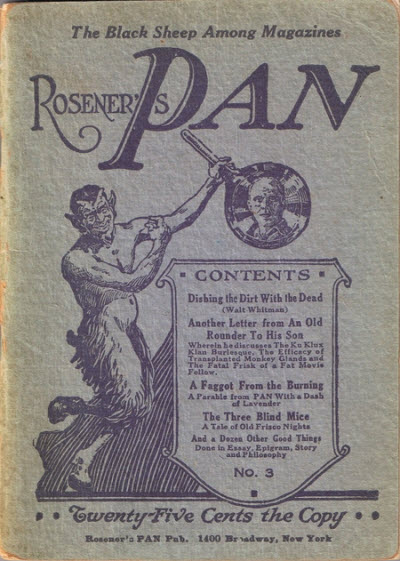 The Black Sheep Among Magazines
ROSENER'S PAN
CONTENTS
Dishing the Dirt With the Dead
(Walt Whitman)
Another Letter from An Old
Rounder To His Son
Wherein he discusses The Ku Klux
Klan Burlesque, The Efficacy of
Transplanted Monkey Glands and
The Fatal Frisk of a Fat Movie
Fellow.
A Faggot From the Burning
A Parable from PAN With a Dash
of Lavender
The Three Blind Mice
A Tale of Old Frisco Nights
And a Dozen Other Good Things
Done in Essay, Epigram, Story
and Philosophy
No. 3
Twenty-Five Cents the Copy
Rosener's PAN Pub. 1400 Broadway, New York